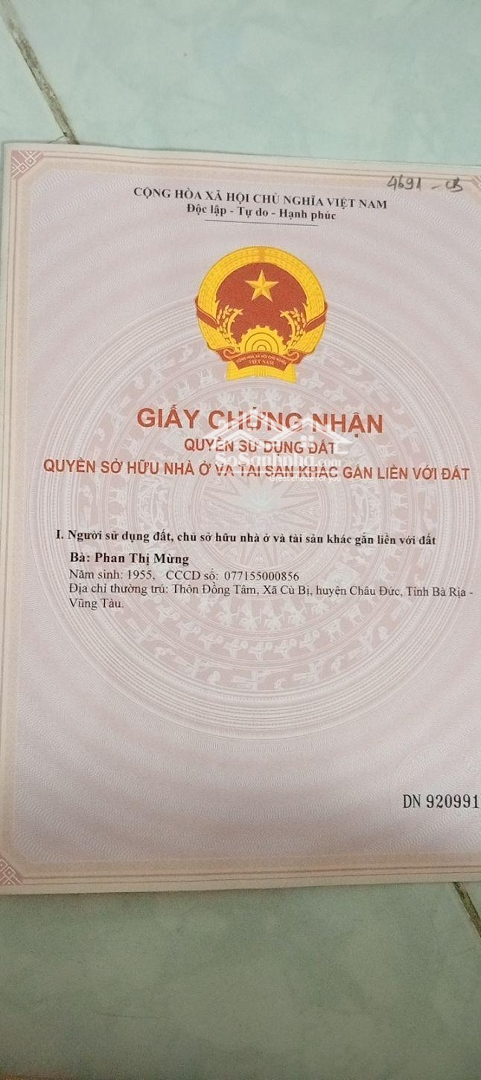 4691 - CB
CỘNG HÒA XÃ HỘI CHỦ NGHĨA VIỆT NAM
Độc lập - Tự do - Hạnh phúc
VIỆT NAM
GIẤY CHỨNG NHẬN
QUYỀN SỬ DỤNG ĐẤT
QUYỀN SỞ HỮU NHÀ Ở VÀ TÀI SẢN KHÁC GẮN LIỀN VỚI ĐẤT
I. Người sử dụng đất, chủ sở hữu nhà ở và tài sản khác gắn liền với đất
Bà: Phan Thị Mừng
Năm sinh: 1955, CCCD số: 077155000856
Địa chỉ thường trú: Thôn Đồng Tâm, Xã Cù Bị, huyện Châu Đức, Tỉnh Bà Rịa -
Vũng Tàu.
DN 920991